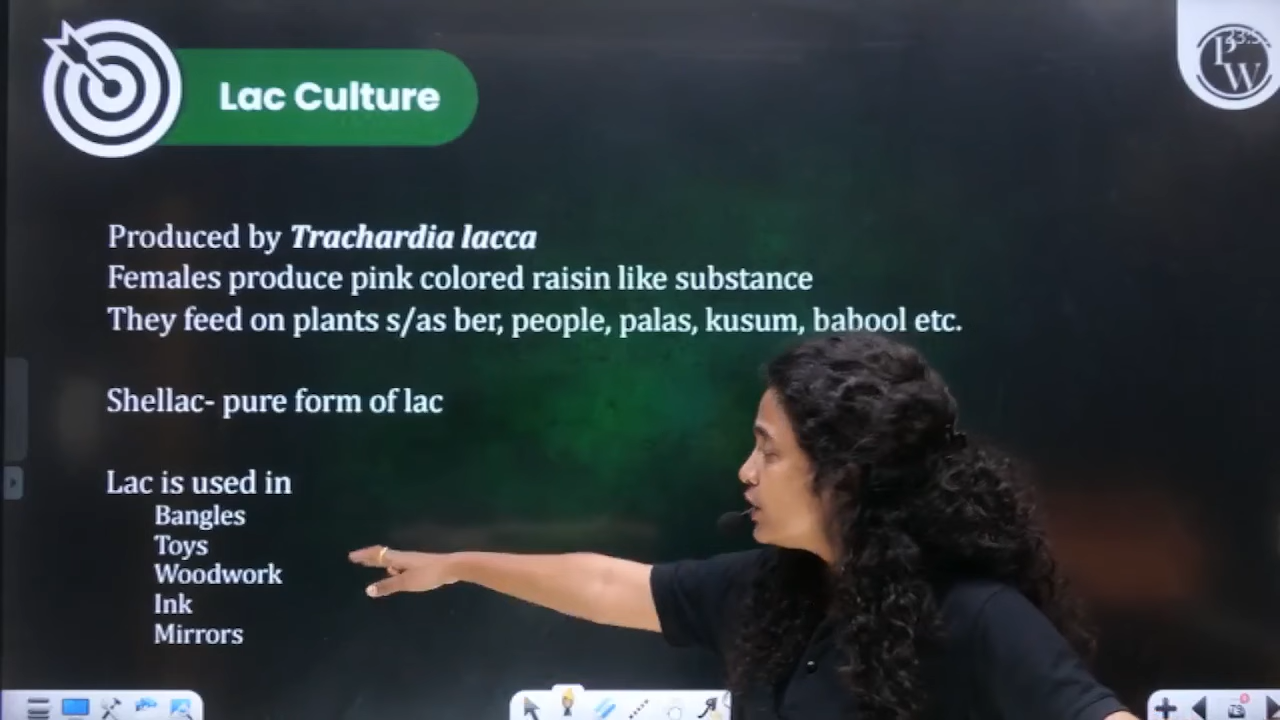 Lac Culture
Produced by Trachardia lacca
Females produce pink colored raisin like substance
They feed on plants s/as ber, people, palas, kusum, babool etc.
Shellac- pure form of lac
Lac is used in
Bangles
Toys
Woodwork
Ink
Mirrors
PW